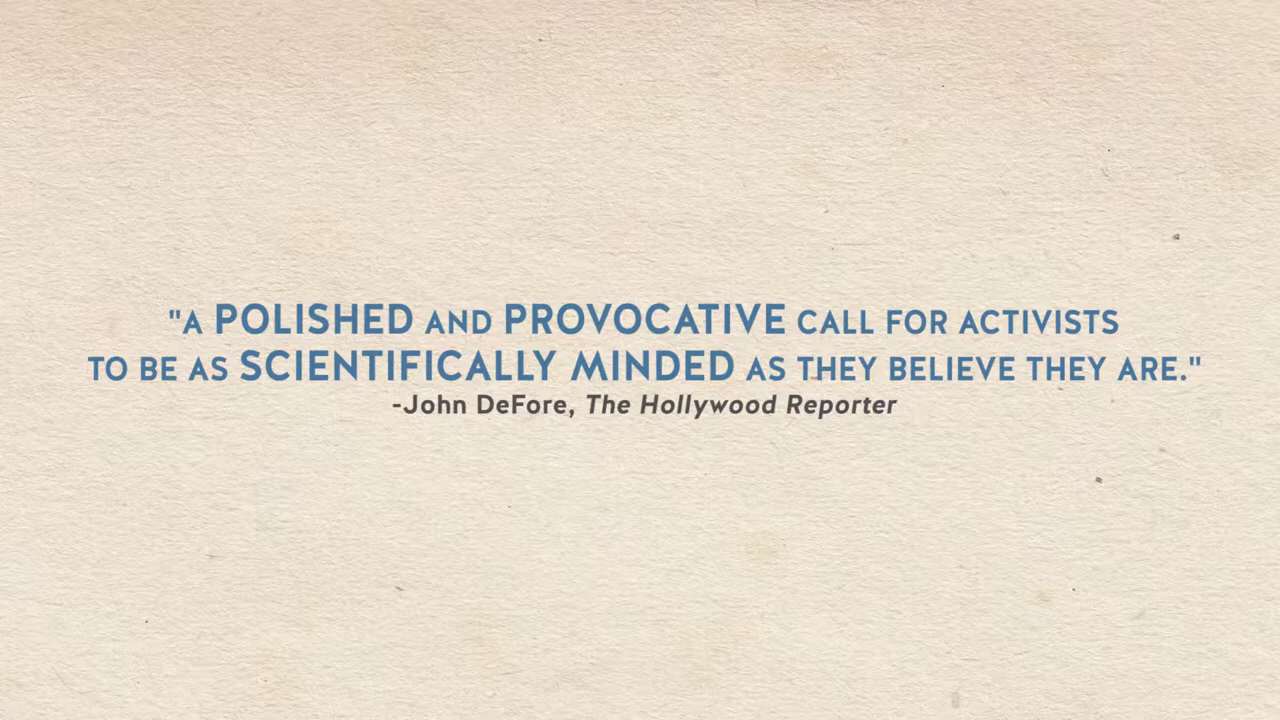 "A POLISHED AND PROVOCATIVE CALL FOR ACTIVISTS
TO BE AS SCIENTIFICALLY MINDED AS THEY BELIEVE THEY ARE."
-John DeFore, The Hollywood Reporter